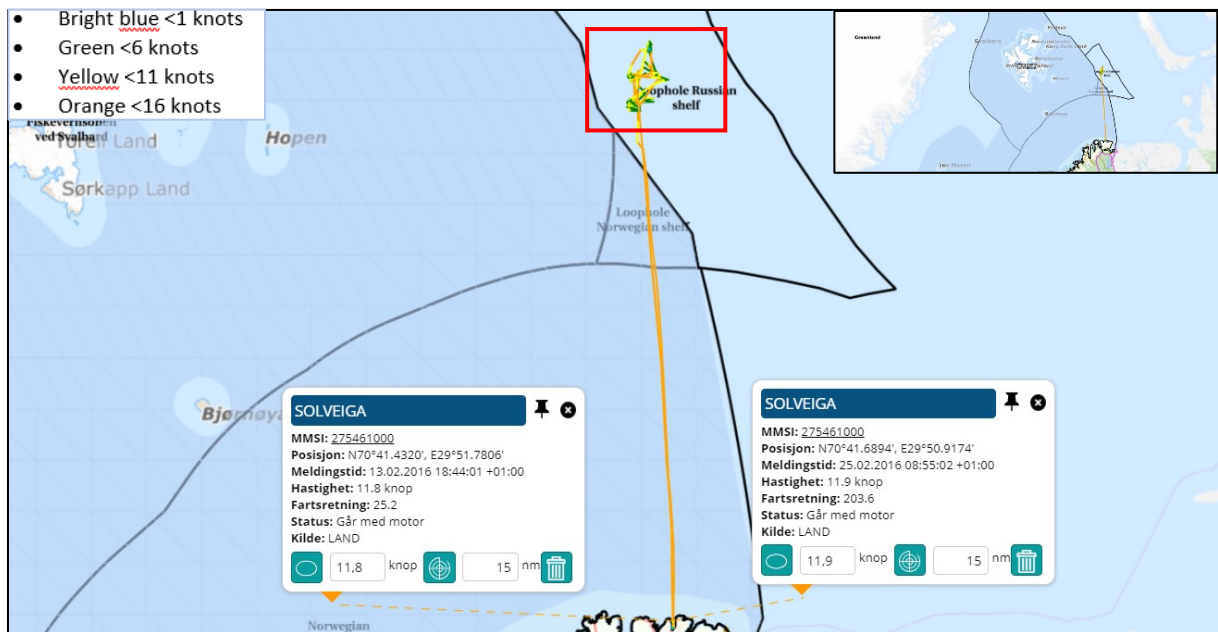 Bright blue <1 knots
Green <6 knots
Yellow <11 knots
Orange <16 knots
ved Svalbard
Land
Sørkapp Land
Hopen
Loophole Russian
shelf
Loophole
Norwegian shelf
Bjørnøya
Greenland
Svalbard
Hopen
Bjørnøya
Jan Mayen
SOLVEIGA
MMSI: 275461000
Posisjon: N70°41.4320', E29°51.7806'
Meldingstid: 13.02.2016 18:44:01 +01:00
Hastighet: 11.8 knop
Fartsretning: 25.2
Status: Går med motor
Kilde: LAND
11,8 knop 15 nm
SOLVEIGA
MMSI: 275461000
Posisjon: N70°41.6894', E29°50.9174'
Meldingstid: 25.02.2016 08:55:02 +01:00
Hastighet: 11.9 knop
Fartsretning: 203.6
Status: Går med motor
Kilde: LAND
11,9 knop 15 nm
Norwegian